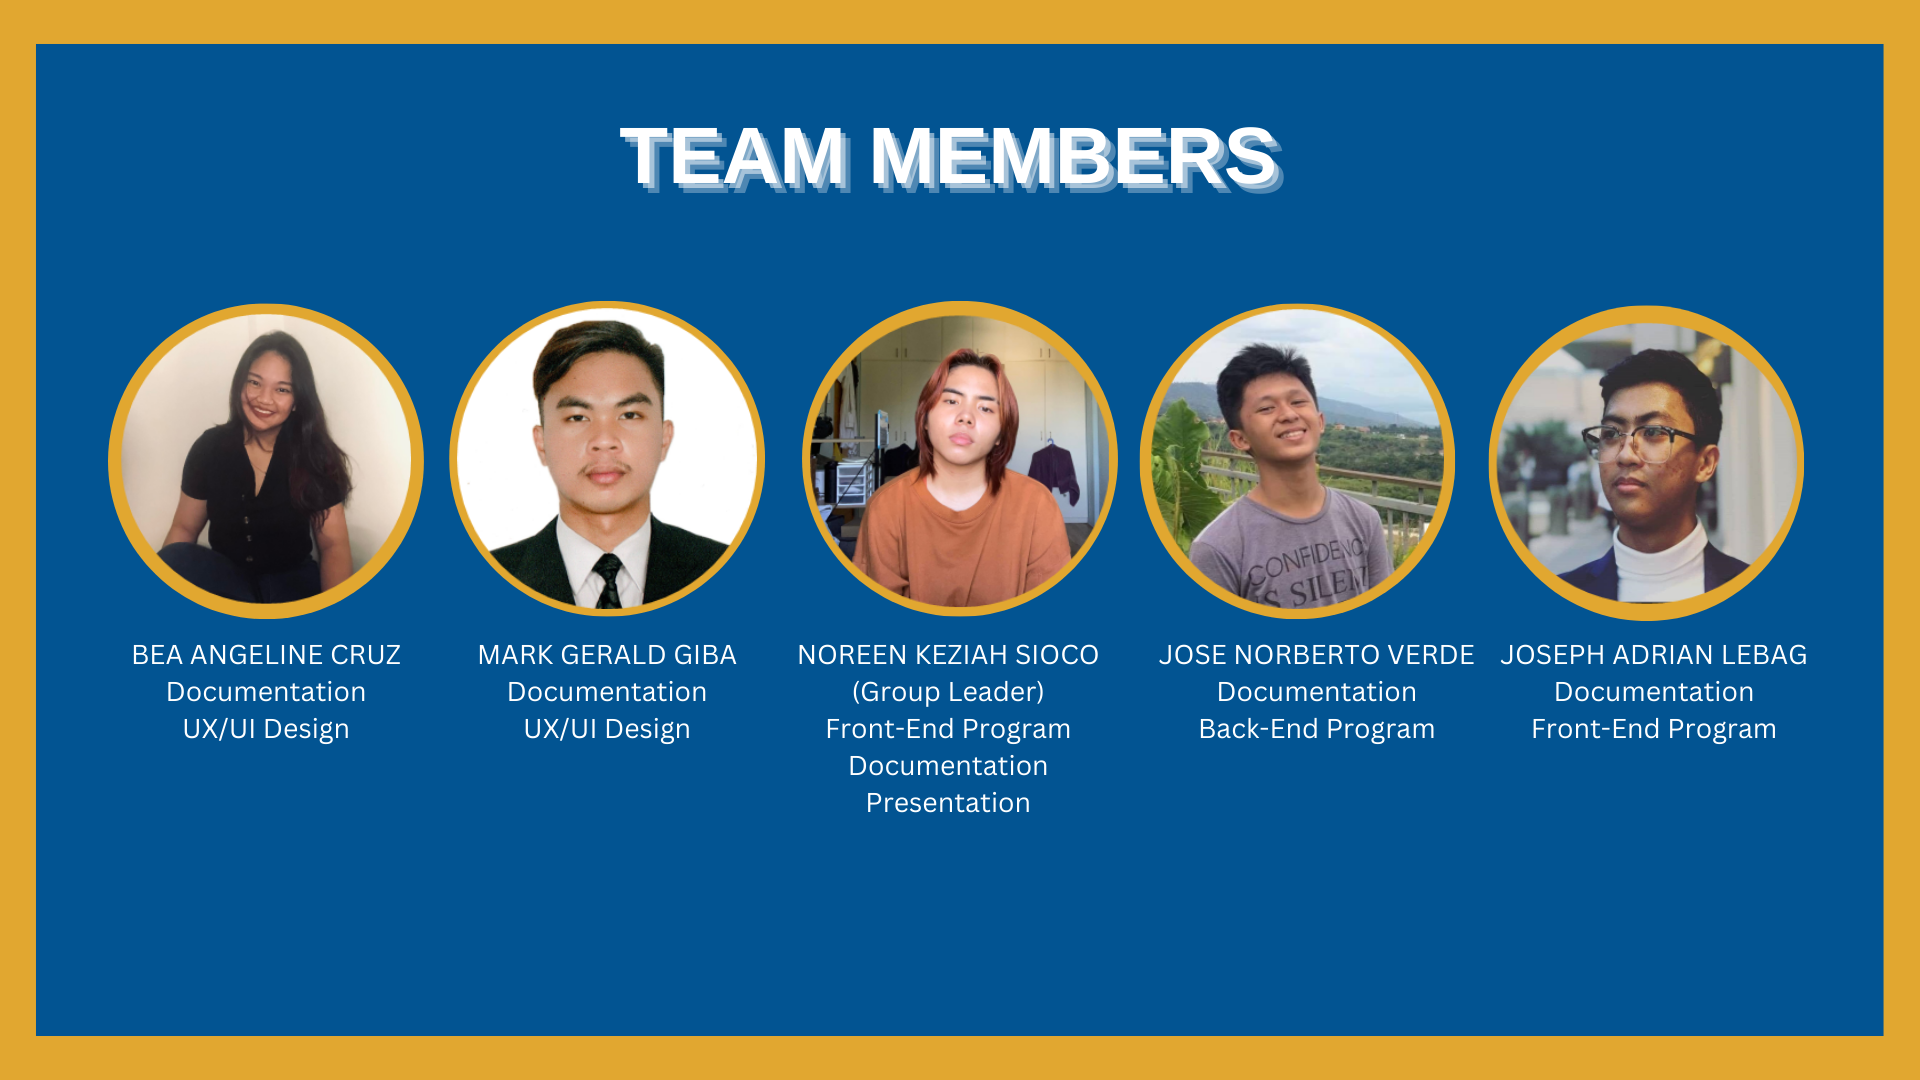 TEAM MEMBERS
BEA ANGELINE CRUZ
Documentation
UX/UI Design
MARK GERALD GIBA
Documentation
UX/UI Design
NOREEN KEZIAH SIOCO
(Group Leader)
Front-End Program
Documentation
Presentation
JOSE NORBERTO VERDE
Documentation
Back-End Program
JOSEPH ADRIAN LEBAG
Documentation
Front-End Program